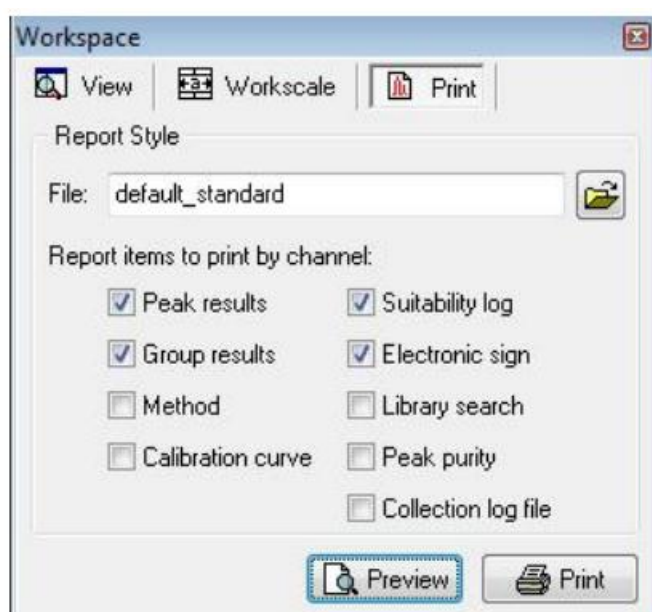 Workspace
View Workscale Print
Report Style
File: default_standard
Report items to print by channel:
Peak results Suitability log
Group results Electronic sign
Method Library search
Calibration curve Peak purity
Collection log file
Preview Print